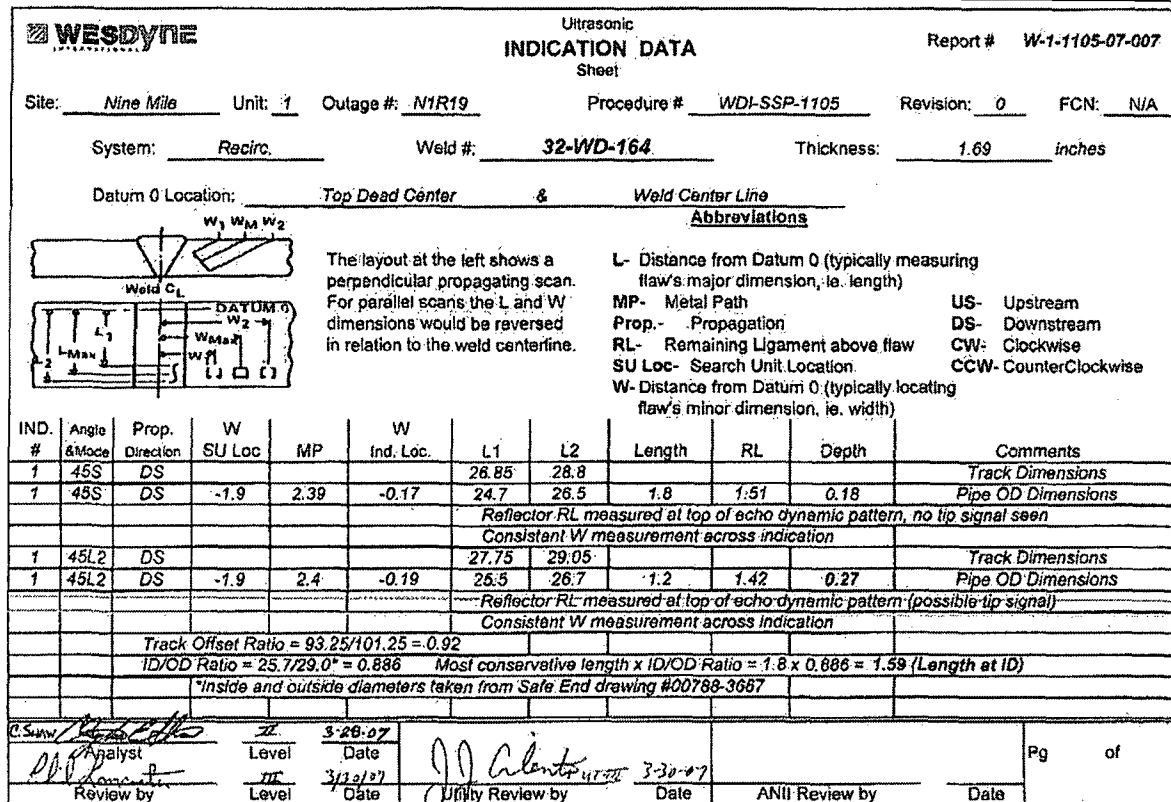 WESDYNE
INTERNATIONAL
Ultrasonic
INDICATION DATA
Sheet
Report # W-1-1105-07-007
Site: Nine Mile Unit: 1 Outage #: N1R19 Procedure # WDI-SSP-1105 Revision: 0 FCN: N/A
System: Recirc. Weld #: 32-WD-164 Thickness: 1.69 inches
Datum 0 Location: Top Dead Center & Weld Center Line
W1 WM W2
Weld CL
DATUM 0
W2
WMax
W1
L1
LMax
L2
The layout at the left shows a
perpendicular propagating scan.
For parallel scans the L and W
dimensions would be reversed
in relation to the weld centerline.
Abbreviations
L- Distance from Datum 0 (typically measuring
flaw's major dimension, ie. length)
MP- Metal Path US- Upstream
Prop.- Propagation DS- Downstream
RL- Remaining Ligament above flaw CW- Clockwise
SU Loc- Search Unit Location CCW- CounterClockwise
W- Distance from Datum 0 (typically locating
flaw's minor dimension, ie. width)
IND. # Angle &Mode Prop. Direction W SU Loc MP W Ind. Loc. L1 L2 Length RL Depth Comments
1 45S DS 26.85 28.8 Track Dimensions
1 45S DS -1.9 2.39 -0.17 24.7 26.5 1.8 1.51 0.18 Pipe OD Dimensions
Reflector RL measured at top of echo dynamic pattern, no tip signal seen
Consistent W measurement across indication
1 45L2 DS 27.75 29.05 Track Dimensions
1 45L2 DS -1.9 2.4 -0.19 25.5 26.7 1.2 1.42 0.27 Pipe OD Dimensions
Reflector RL measured at top of echo dynamic pattern (possible tip signal)
Consistent W measurement across indication
Track Offset Ratio = 93.25/101.25 = 0.92
ID/OD Ratio = 25.7/29.0* = 0.886 Most conservative length x ID/OD Ratio = 1.8 x 0.886 = 1.59 (Length at ID)
*Inside and outside diameters taken from Safe End drawing #00788-3667
C. SHAW II 3-28-07
Analyst Level Date
III 3/30/07 3-30-07
Review by Level Date Utility Review by Date ANII Review by Date
Pg of